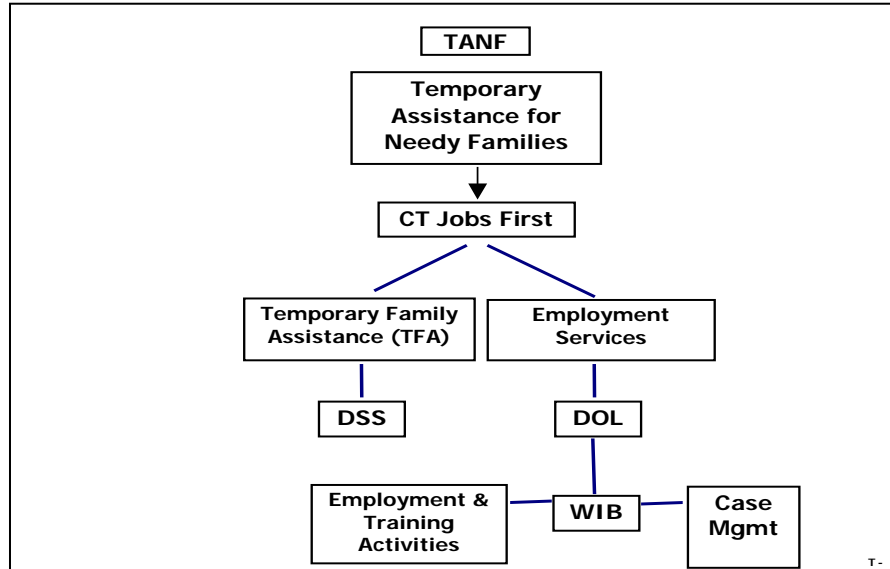 TANF
Temporary
Assistance for
Needy Families
CT Jobs First
Temporary Family
Assistance (TFA)
Employment
Services
DSS
DOL
Employment &
Training
Activities
WIB
Case
Mgmt
T-